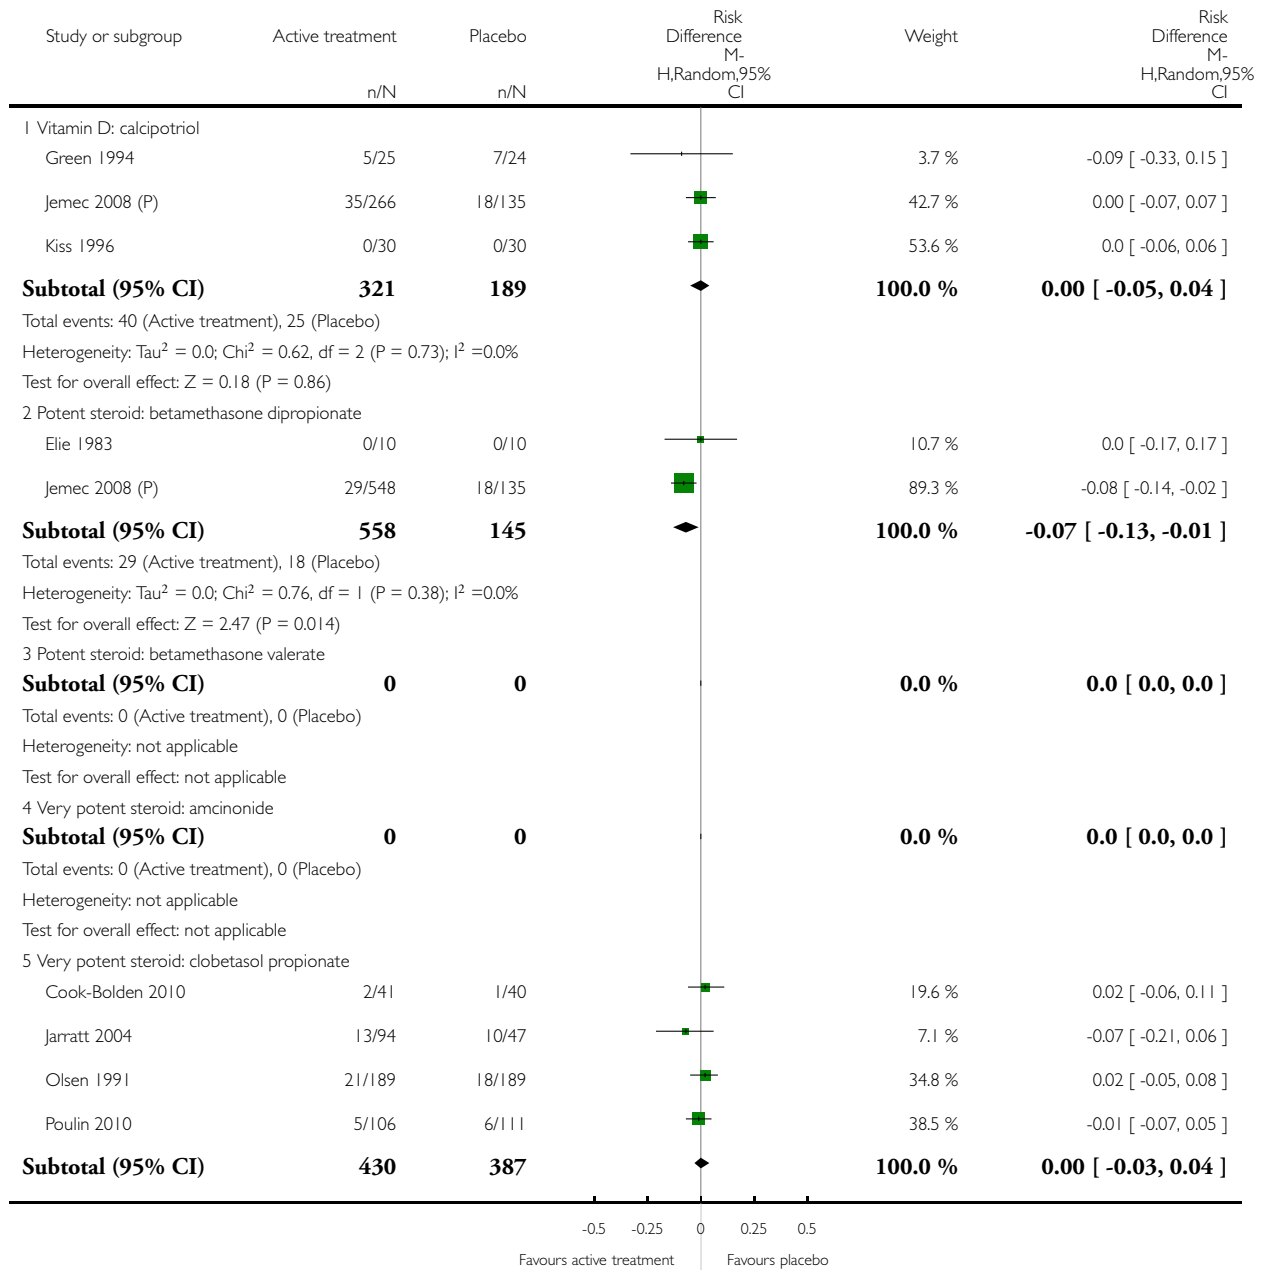 Study or subgroup Active treatment Placebo Risk Difference M-H,Random,95% CI Weight Risk Difference M-H,Random,95% CI
n/N n/N
1 Vitamin D: calcipotriol
Green 1994 5/25 7/24 3.7 % -0.09 [ -0.33, 0.15 ]
Jemec 2008 (P) 35/266 18/135 42.7 % 0.00 [ -0.07, 0.07 ]
Kiss 1996 0/30 0/30 53.6 % 0.0 [ -0.06, 0.06 ]
Subtotal (95% CI) 321 189 100.0 % 0.00 [ -0.05, 0.04 ]
Total events: 40 (Active treatment), 25 (Placebo)
Heterogeneity: Tau² = 0.0; Chi² = 0.62, df = 2 (P = 0.73); I² =0.0%
Test for overall effect: Z = 0.18 (P = 0.86)
2 Potent steroid: betamethasone dipropionate
Elie 1983 0/10 0/10 10.7 % 0.0 [ -0.17, 0.17 ]
Jemec 2008 (P) 29/548 18/135 89.3 % -0.08 [ -0.14, -0.02 ]
Subtotal (95% CI) 558 145 100.0 % -0.07 [ -0.13, -0.01 ]
Total events: 29 (Active treatment), 18 (Placebo)
Heterogeneity: Tau² = 0.0; Chi² = 0.76, df = 1 (P = 0.38); I² =0.0%
Test for overall effect: Z = 2.47 (P = 0.014)
3 Potent steroid: betamethasone valerate
Subtotal (95% CI) 0 0 0.0 % 0.0 [ 0.0, 0.0 ]
Total events: 0 (Active treatment), 0 (Placebo)
Heterogeneity: not applicable
Test for overall effect: not applicable
4 Very potent steroid: amcinonide
Subtotal (95% CI) 0 0 0.0 % 0.0 [ 0.0, 0.0 ]
Total events: 0 (Active treatment), 0 (Placebo)
Heterogeneity: not applicable
Test for overall effect: not applicable
5 Very potent steroid: clobetasol propionate
Cook-Bolden 2010 2/41 1/40 19.6 % 0.02 [ -0.06, 0.11 ]
Jarratt 2004 13/94 10/47 7.1 % -0.07 [ -0.21, 0.06 ]
Olsen 1991 21/189 18/189 34.8 % 0.02 [ -0.05, 0.08 ]
Poulin 2010 5/106 6/111 38.5 % -0.01 [ -0.07, 0.05 ]
Subtotal (95% CI) 430 387 100.0 % 0.00 [ -0.03, 0.04 ]
-0.5 -0.25 0 0.25 0.5
Favours active treatment Favours placebo